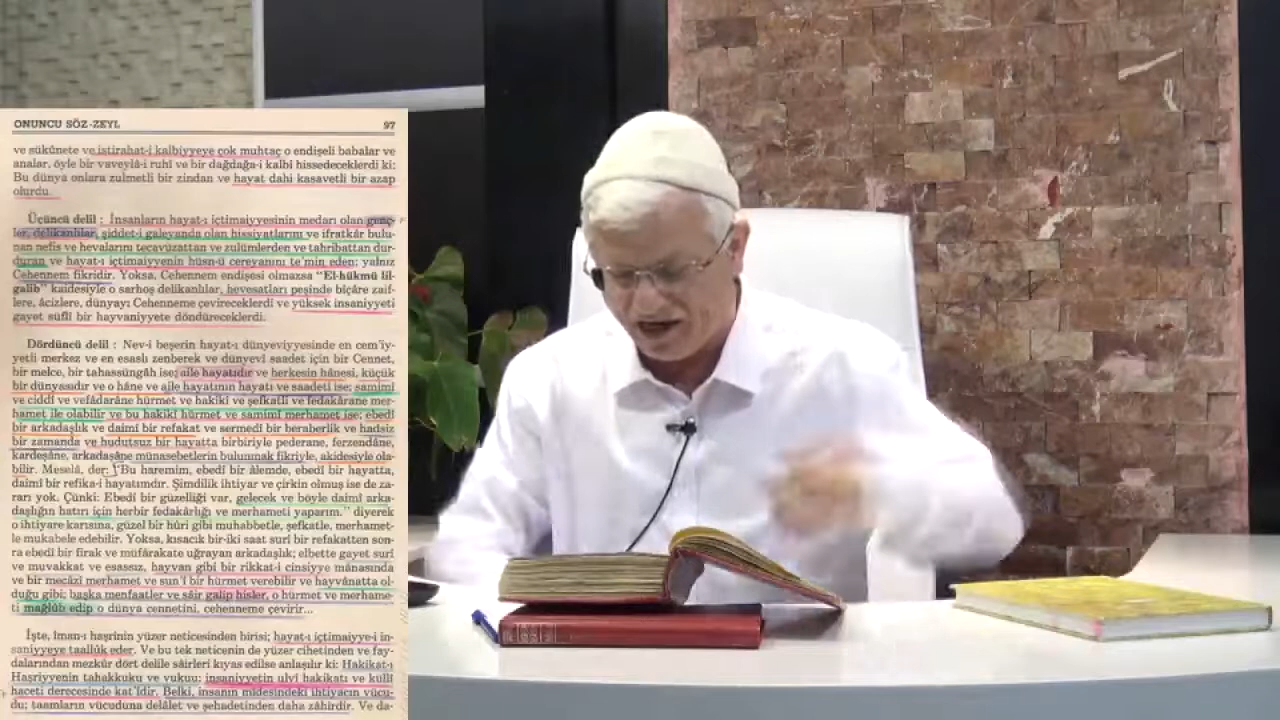 ONUNCU SÖZ-ZEYL 97
ve sükûnete ve istirahat-i kalbiyyeye çok muhtaç o endişeli babalar ve
analar, öyle bir vaveylâ-i ruhî ve bir dağdağa-i kalbî hissedeceklerdi ki:
Bu dünya onlara zulmetli bir zindan ve hayat dahi kasavetli bir azap
olurdu.
Üçüncü delil : İnsanların hayat-ı içtimaiyyesinin medarı olan genç-
ler, delikanlılar, şiddet-i galeyanda olan hissiyatlarını ve ifratkâr bulu-
nan nefis ve hevalarını tecavüzattan ve zulümlerden ve tahribattan dur-
duran ve hayat-ı içtimaiyyenin hüsn-ü cereyanını te'min eden; yalnız
Cehennem fikridir. Yoksa, Cehennem endişesi olmazsa "El-hükmü lil-
galib" kaidesiyle o sarhoş delikanlılar, hevesatları peşinde biçâre zaif-
lere, âcizlere, dünyayı Cehenneme çevireceklerdi ve yüksek insaniyyeti
gayet süflî bir hayvaniyyete döndüreceklerdi.
Dördüncü delil : Nev-i beşerin hayat-ı dünyeviyyesinde en cem'iy-
yetli merkez ve en esaslı zenberek ve dünyevî saadet için bir Cennet,
bir melce, bir tahassüngâh ise; aile hayatıdır ve herkesin hânesi, küçük
bir dünyasıdır ve o hâne ve aile hayatının hayatı ve saadeti ise; samimî
ve ciddî ve vefâdarâne hürmet ve hakikî ve şefkatli ve fedakârane mer-
hamet ile olabilir ve bu hakikî hürmet ve samimî merhamet ise; ebedî
bir arkadaşlık ve daimî bir refakat ve sermedî bir beraberlik ve hadsiz
bir zamanda ve hudutsuz bir hayatta birbiriyle pederane, ferzendâne,
kardeşâne, arkadaşâne münasebetlerin bulunmak fikriyle, akidesiyle ola-
bilir. Meselâ, der: "Bu haremim, ebedî bir âlemde, ebedî bir hayatta,
daimî bir refika-i hayatımdır. Şimdilik ihtiyar ve çirkin olmuş ise de za-
rarı yok. Çünki: Ebedî bir güzelliği var, gelecek ve böyle daimî arka-
daşlığın hatırı için herbir fedakârlığı ve merhameti yaparım." diyerek
o ihtiyare karısına, güzel bir hûri gibi muhabbetle, şefkatle, merhamet-
le mukabele edebilir. Yoksa, kısacık bir-iki saat surî bir refakatten son-
ra ebedî bir firak ve müfarakate uğrayan arkadaşlık; elbette gayet surî
ve muvakkat ve esassız, hayvan gibi bir rikkat-i cinsiyye mânasında
ve bir mecâzî merhamet ve sun'î bir hürmet verebilir ve hayvânatta ol-
duğu gibi; başka menfaatler ve sâir galip hisler, o hürmet ve merhame-
ti mağlûb edip o dünya cennetini, cehenneme çevirir...
İşte, îman-ı haşrînin yüzer neticesinden birisi; hayat-ı içtimaiyye-i in-
saniyyeye taallûk eder. Ve bu tek neticenin de yüzer cihetinden ve fay-
dalarından mezkûr dört delile sâirleri kıyas edilse anlaşılır ki: Hakikat-ı
Haşriyyenin tahakkuku ve vukuu; insaniyyetin ulvî hakikatı ve küllî
haceti derecesinde kat'îdir. Belki, insanın midesindeki ihtiyacın vücu-
du; taamların vücuduna delâlet ve şehadetinden daha zâhirdir. Ve da-